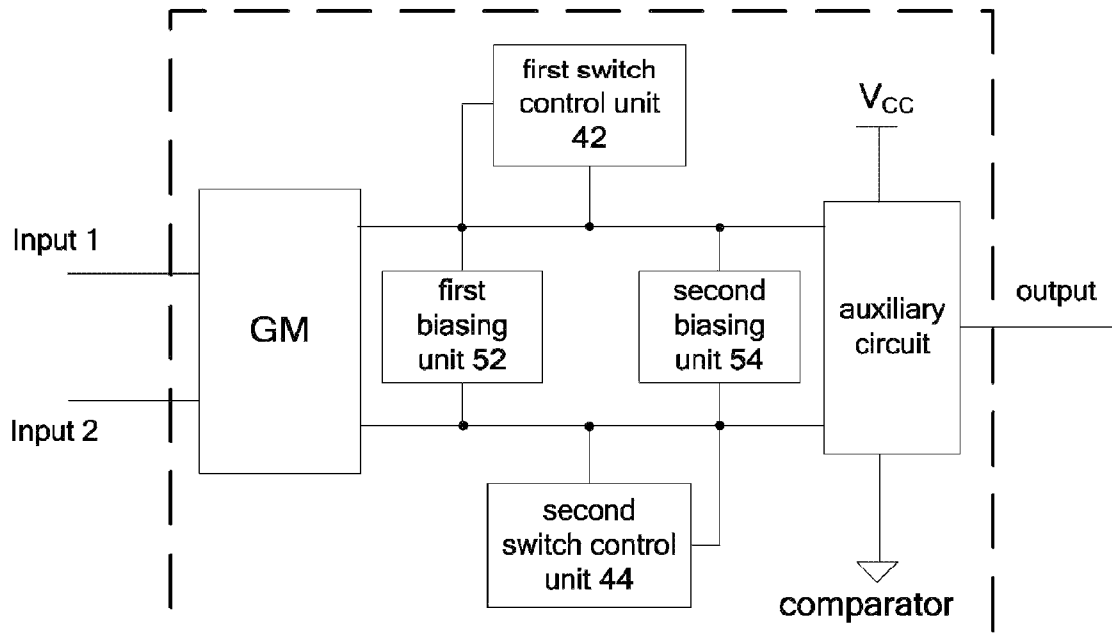 first switch
control unit
42
VCC
Input 1
GM
first
biasing
unit 52
second
biasing
unit 54
auxiliary
circuit
output
Input 2
second
switch control
unit 44
comparator